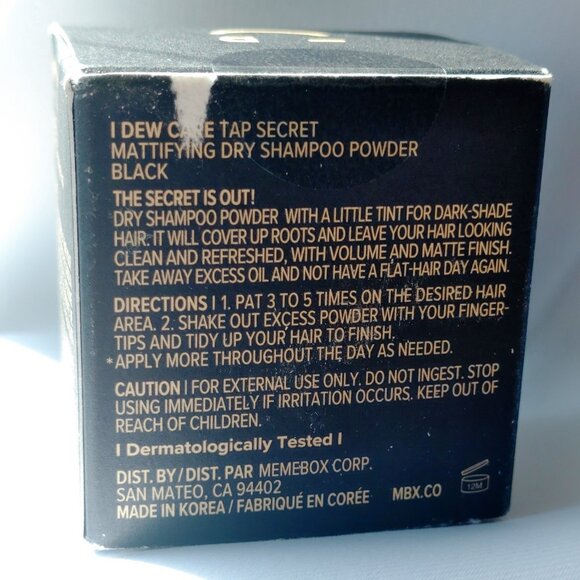 I DEW CARE TAP SECRET
MATTIFYING DRY SHAMPOO POWDER
BLACK
THE SECRET IS OUT!
DRY SHAMPOO POWDER WITH A LITTLE TINT FOR DARK-SHADE
HAIR. IT WILL COVER UP ROOTS AND LEAVE YOUR HAIR LOOKING
CLEAN AND REFRESHED, WITH VOLUME AND MATTE FINISH.
TAKE AWAY EXCESS OIL AND NOT HAVE A FLAT-HAIR DAY AGAIN.
DIRECTIONS | 1. PAT 3 TO 5 TIMES ON THE DESIRED HAIR
AREA. 2. SHAKE OUT EXCESS POWDER WITH YOUR FINGER-
TIPS AND TIDY UP YOUR HAIR TO FINISH.
*APPLY MORE THROUGHOUT THE DAY AS NEEDED.
CAUTION | FOR EXTERNAL USE ONLY. DO NOT INGEST. STOP
USING IMMEDIATELY IF IRRITATION OCCURS. KEEP OUT OF
REACH OF CHILDREN.
| Dermatologically Tested |
DIST. BY / DIST. PAR MEMEBOX CORP.
SAN MATEO, CA 94402
MADE IN KOREA / FABRIQUÉ EN CORÉE
MBX.CO
12M